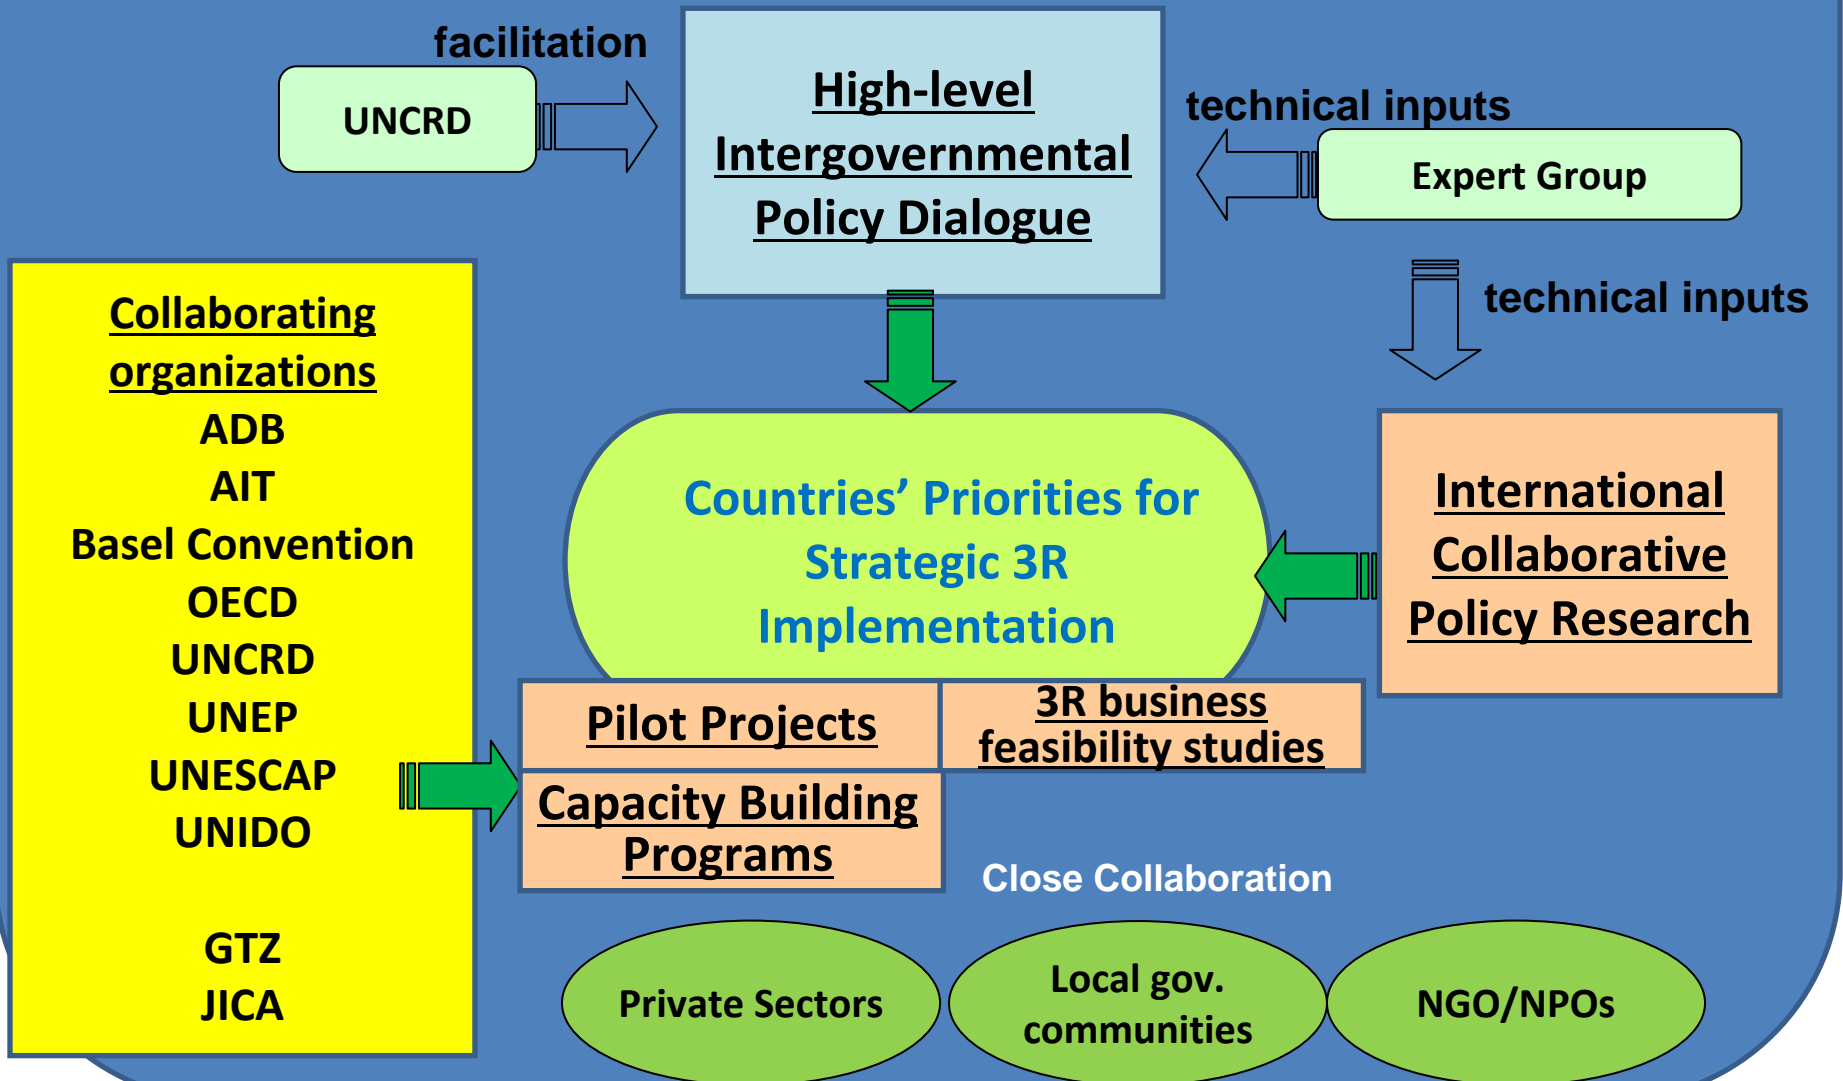 facilitation
UNCRD
High-level
Intergovernmental
Policy Dialogue
technical inputs
Expert Group
technical inputs
Collaborating
organizations
ADB
AIT
Basel Convention
OECD
UNCRD
UNEP
UNESCAP
UNIDO
GTZ
JICA
Countries’ Priorities for
Strategic 3R
Implementation
International
Collaborative
Policy Research
Pilot Projects
3R business
feasibility studies
Capacity Building
Programs
Close Collaboration
Private Sectors
Local gov.
communities
NGO/NPOs